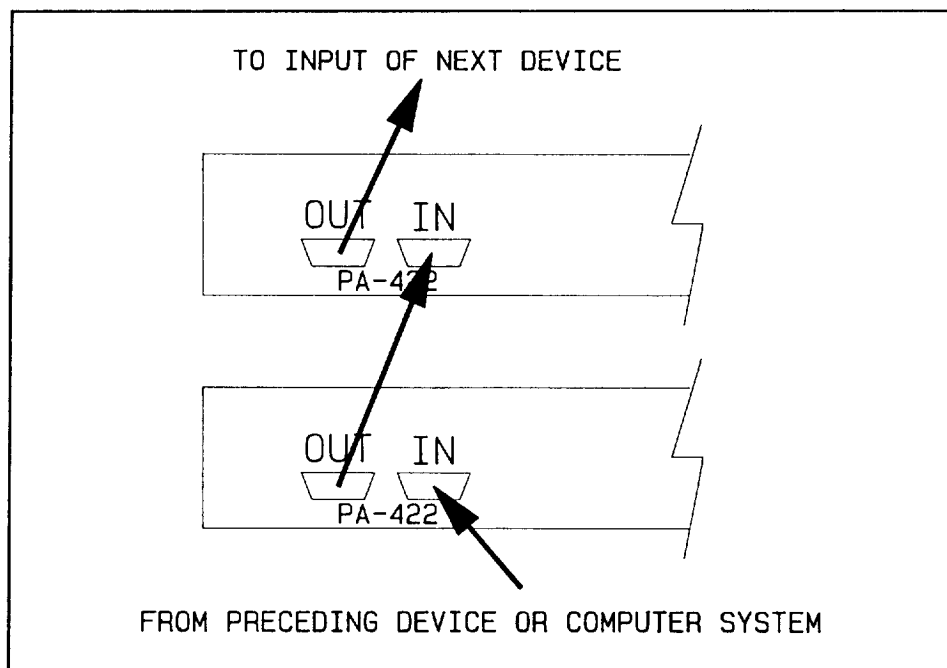 TO INPUT OF NEXT DEVICE
OUT IN
PA-422
OUT IN
PA-422
FROM PRECEDING DEVICE OR COMPUTER SYSTEM